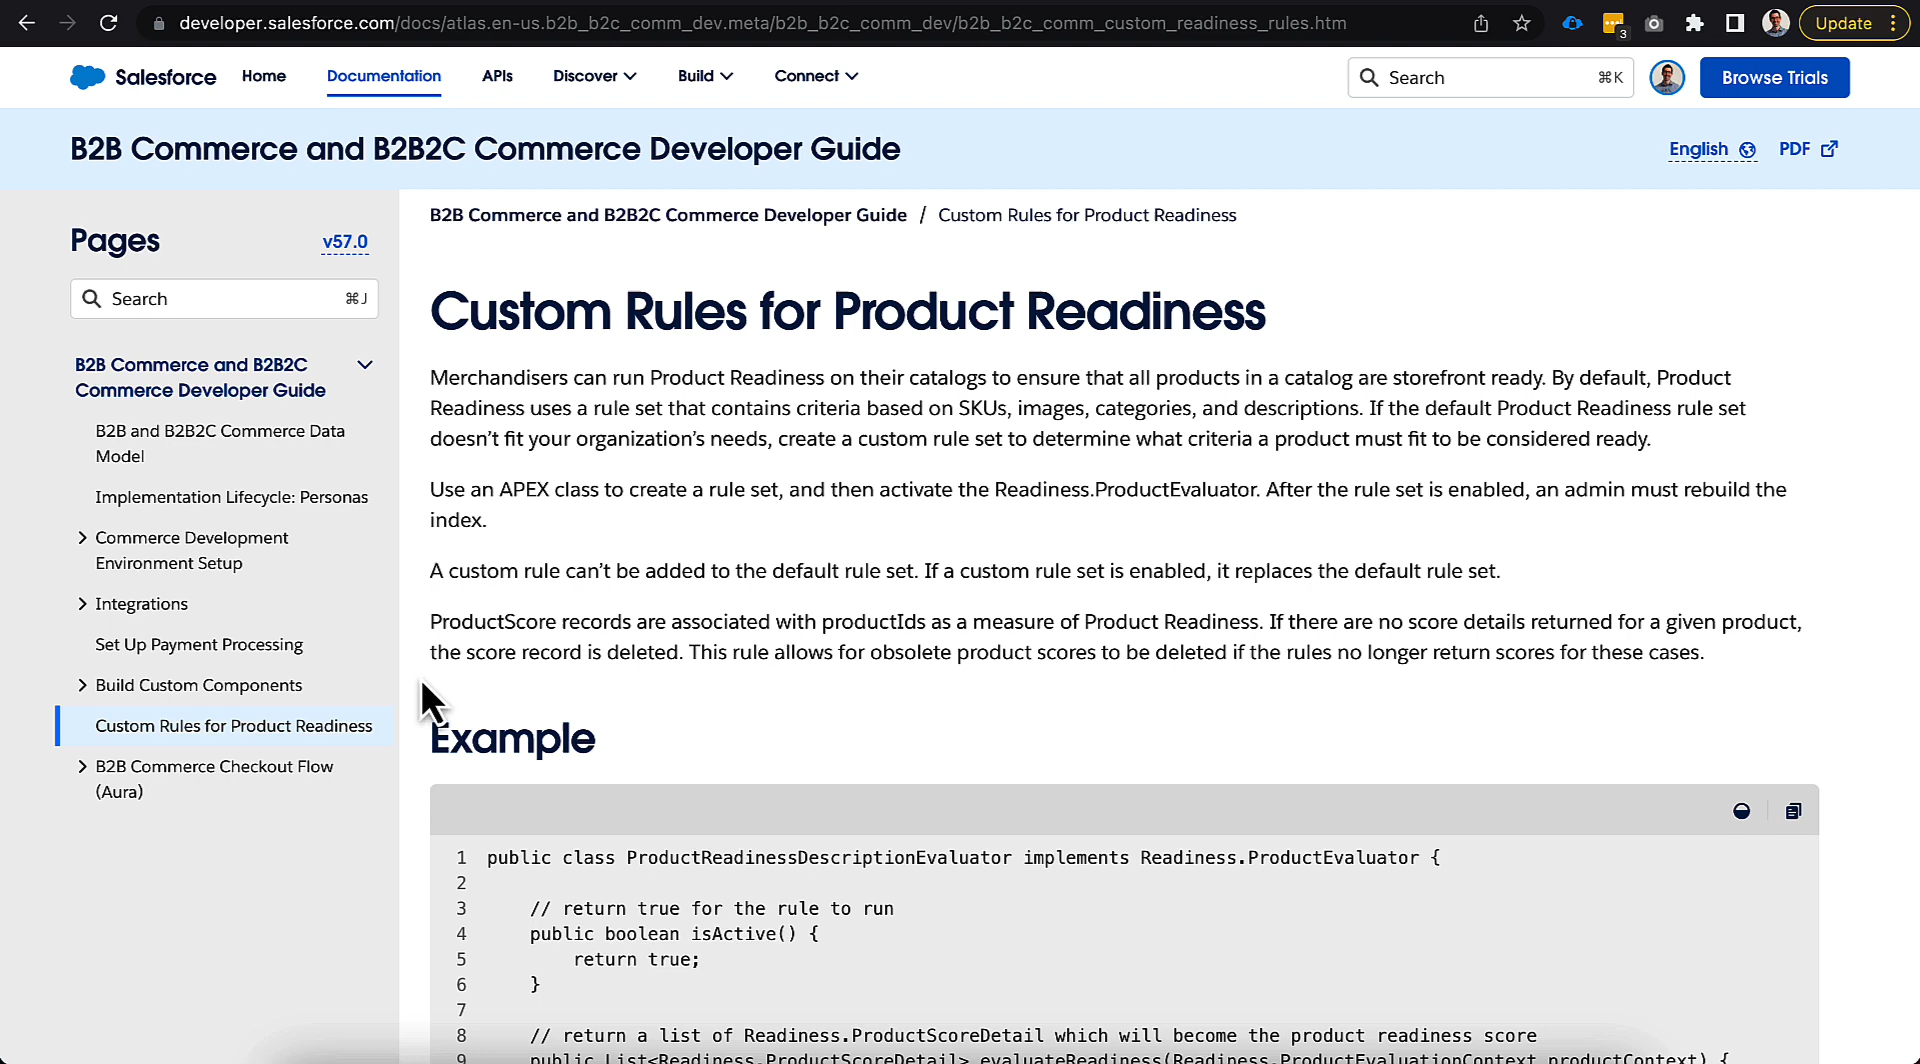 developer.salesforce.com/docs/atlas.en-us.b2b_b2c_comm_dev.meta/b2b_b2c_comm_dev/b2b_b2c_comm_custom_readiness_rules.htm
3
Update
Salesforce
Home
Documentation
APIs
Discover
Build
Connect
Search
⌘K
Browse Trials
B2B Commerce and B2B2C Commerce Developer Guide
English
PDF
Pages
v57.0
Search
⌘J
B2B Commerce and B2B2C
Commerce Developer Guide
B2B and B2B2C Commerce Data
Model
Implementation Lifecycle: Personas
Commerce Development
Environment Setup
Integrations
Set Up Payment Processing
Build Custom Components
Custom Rules for Product Readiness
B2B Commerce Checkout Flow
(Aura)
B2B Commerce and B2B2C Commerce Developer Guide / Custom Rules for Product Readiness
Custom Rules for Product Readiness
Merchandisers can run Product Readiness on their catalogs to ensure that all products in a catalog are storefront ready. By default, Product
Readiness uses a rule set that contains criteria based on SKUs, images, categories, and descriptions. If the default Product Readiness rule set
doesn’t fit your organization’s needs, create a custom rule set to determine what criteria a product must fit to be considered ready.
Use an APEX class to create a rule set, and then activate the Readiness.ProductEvaluator. After the rule set is enabled, an admin must rebuild the
index.
A custom rule can’t be added to the default rule set. If a custom rule set is enabled, it replaces the default rule set.
ProductScore records are associated with productIds as a measure of Product Readiness. If there are no score details returned for a given product,
the score record is deleted. This rule allows for obsolete product scores to be deleted if the rules no longer return scores for these cases.
Example
1 public class ProductReadinessDescriptionEvaluator implements Readiness.ProductEvaluator {
2
3 // return true for the rule to run
4 public boolean isActive() {
5 return true;
6 }
7
8 // return a list of Readiness.ProductScoreDetail which will become the product readiness score
9 public List<Readiness.ProductScoreDetail> evaluateReadiness(Readiness.ProductEvaluationContext productContext) {